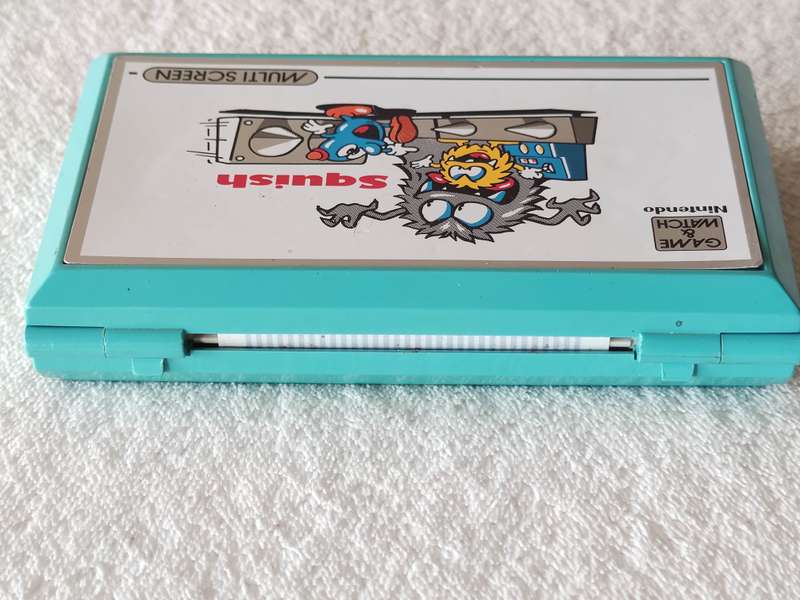 GAME
&
WATCH
Nintendo
Squish
MULTI SCREEN